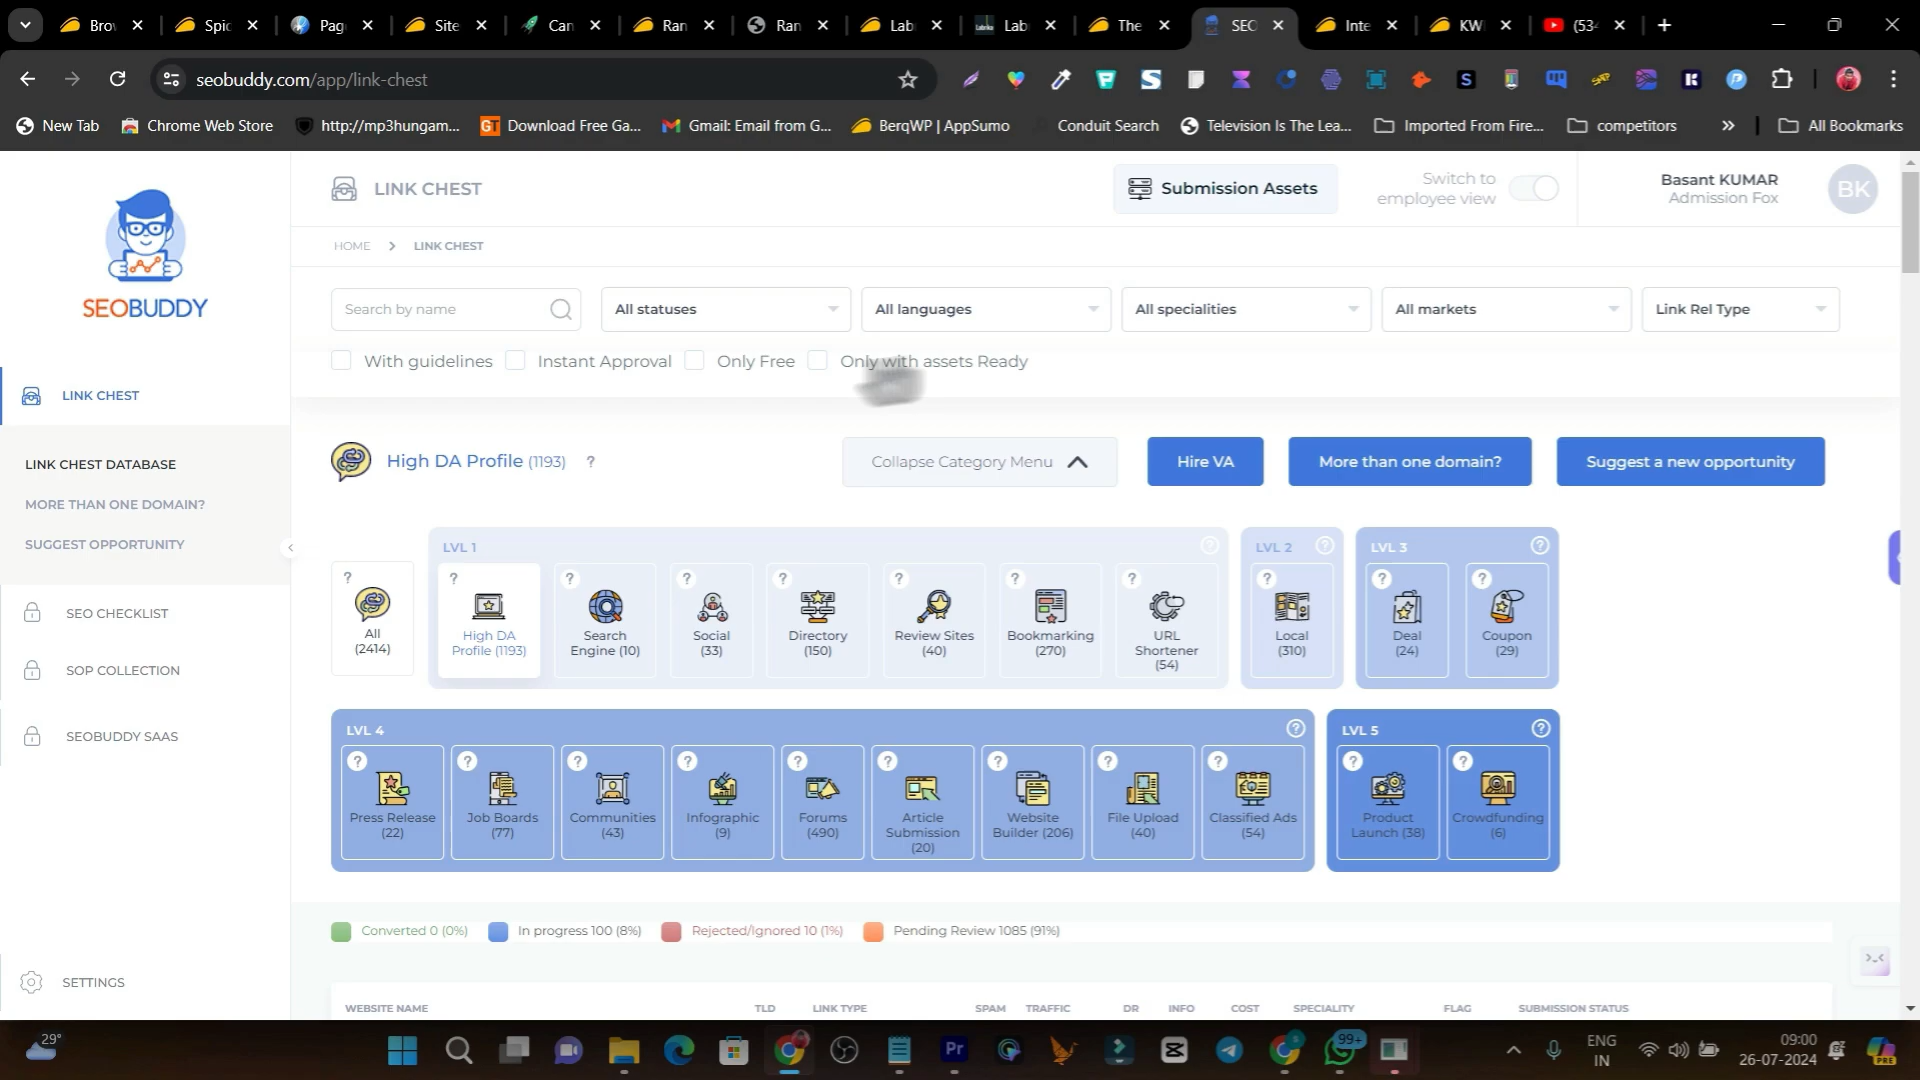 Brov
Spic
Pag
Site
Can
Ran
Ran
Lab
Lab
The
SEO
Inte
KW
(534
seobuddy.com/app/link-chest
New Tab
Chrome Web Store
http://mp3hungam...
Download Free Ga...
Gmail: Email from G...
BerqWP | AppSumo
Conduit Search
Television Is The Lea...
Imported From Fire...
competitors
All Bookmarks
LINK CHEST
Submission Assets
Switch to
employee view
Basant KUMAR
Admission Fox
BK
SEOBUDDY
HOME > LINK CHEST
Search by name
All statuses
All languages
All specialities
All markets
Link Rel Type
With guidelines
Instant Approval
Only Free
Only with assets Ready
LINK CHEST
LINK CHEST DATABASE
MORE THAN ONE DOMAIN?
SUGGEST OPPORTUNITY
SEO CHECKLIST
SOP COLLECTION
SEOBUDDY SAAS
SETTINGS
High DA Profile (1193) ?
Collapse Category Menu
Hire VA
More than one domain?
Suggest a new opportunity
?
All
(2414)
LVL 1 ?
?
High DA
Profile (1193)
?
Search
Engine (10)
?
Social
(33)
?
Directory
(150)
?
Review Sites
(40)
?
Bookmarking
(270)
?
URL
Shortener
(54)
LVL 2 ?
?
Local
(310)
LVL 3 ?
?
Deal
(24)
?
Coupon
(29)
LVL 4 ?
?
Press Release
(22)
?
Job Boards
(77)
?
Communities
(43)
?
Infographic
(9)
?
Forums
(490)
?
Article
Submission
(20)
?
Website
Builder (206)
?
File Upload
(40)
?
Classified Ads
(54)
LVL 5 ?
?
Product
Launch (38)
?
Crowdfunding
(6)
Converted 0 (0%)
In progress 100 (8%)
Rejected/Ignored 10 (1%)
Pending Review 1085 (91%)
WEBSITE NAME
TLD
LINK TYPE
SPAM
TRAFFIC
DR
INFO
COST
SPECIALITY
FLAG
SUBMISSION STATUS
29°
Pr
99+
ENG
IN
09:00
26-07-2024
PRE